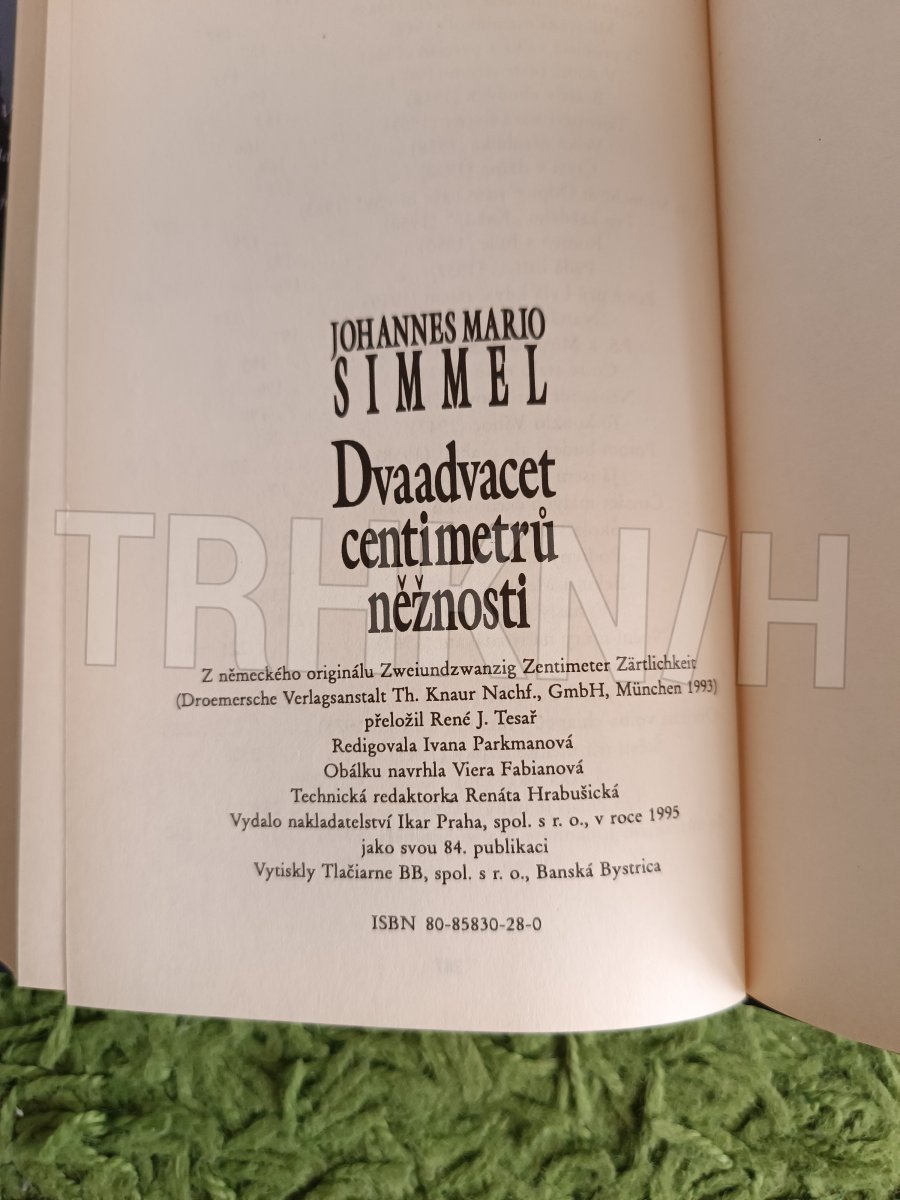 JOHANNES MARIO
SIMMEL
Dvaadvacet
centimetrů
něžnosti
TRHKN/H
Z německého originálu Zweiundzwanzig Zentimeter Zärtlichkeit
(Droemersche Verlagsanstalt Th. Knaur Nachf., GmbH, München 1993)
přeložil René J. Tesař
Redigovala Ivana Parkmanová
Obálku navrhla Viera Fabianová
Technická redaktorka Renáta Hrabušická
Vydalo nakladatelství Ikar Praha, spol. s r. o., v roce 1995
jako svou 84. publikaci
Vytiskly Tlačiarne BB, spol. s r. o., Banská Bystrica
ISBN 80-85830-28-0